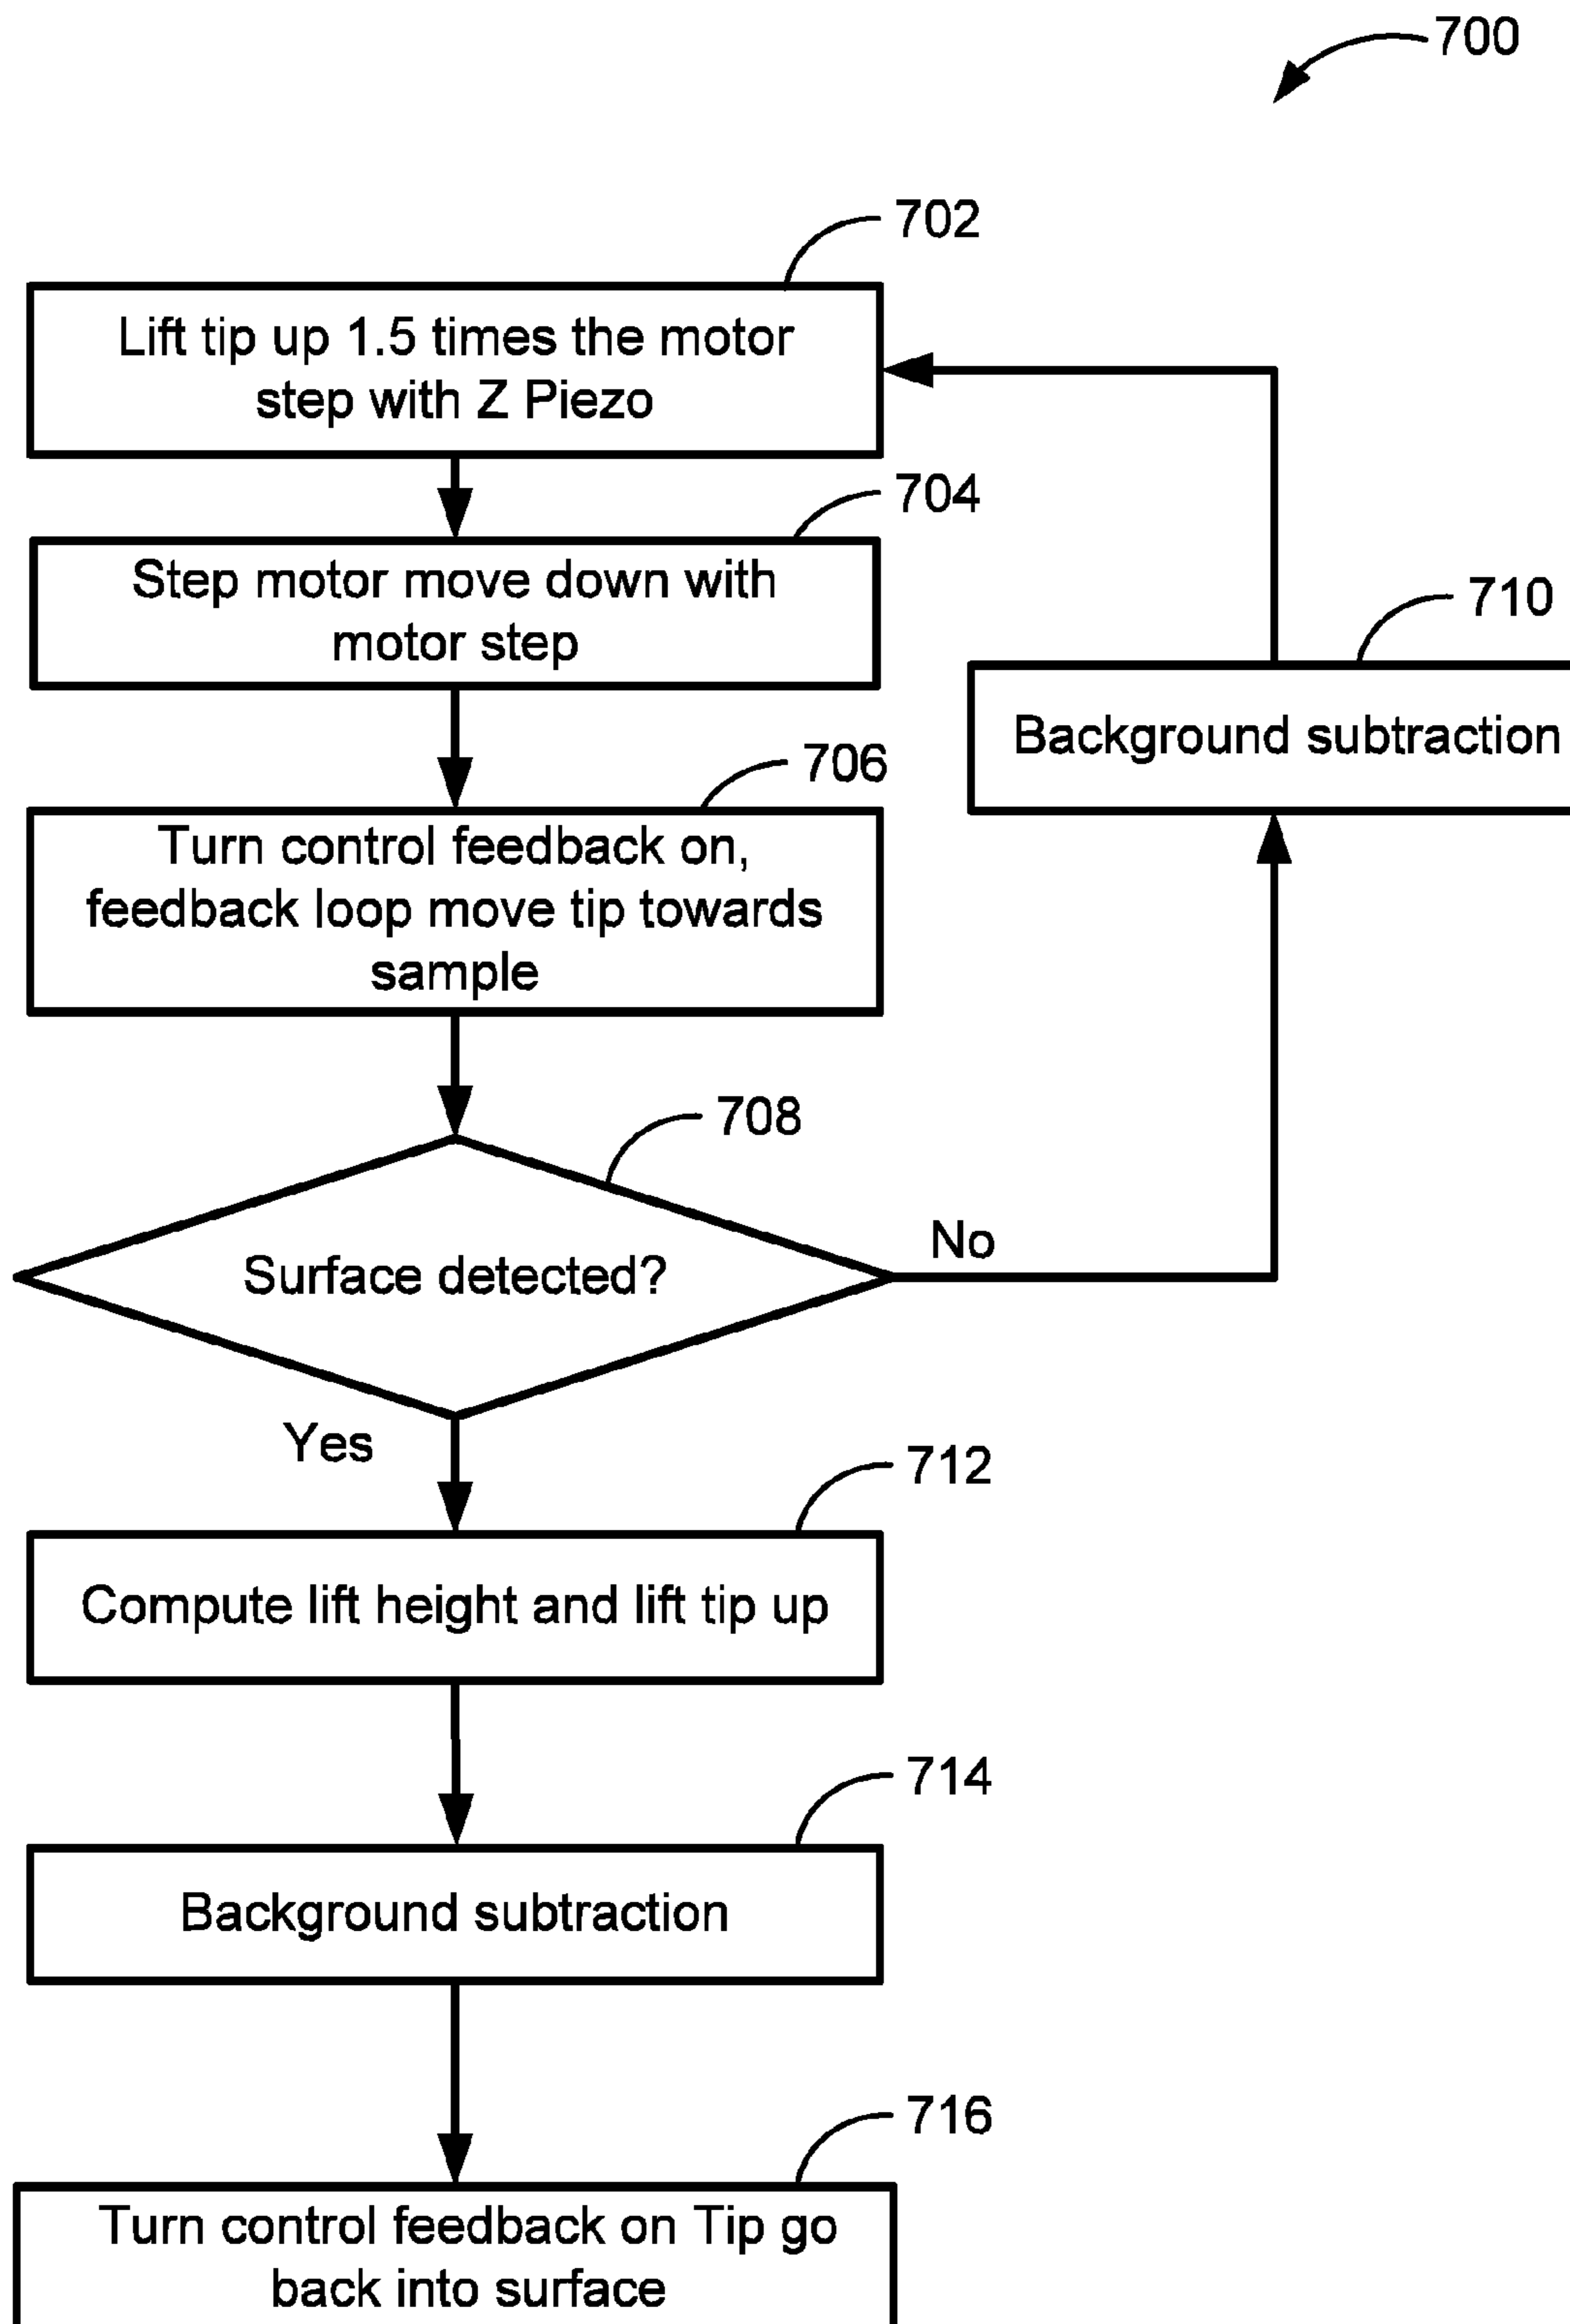 700
702
Lift tip up 1.5 times the motor
step with Z Piezo
704
Step motor move down with
motor step
710
Background subtraction
706
Turn control feedback on,
feedback loop move tip towards
sample
708
Surface detected?
No
Yes
712
Compute lift height and lift tip up
714
Background subtraction
716
Turn control feedback on Tip go
back into surface